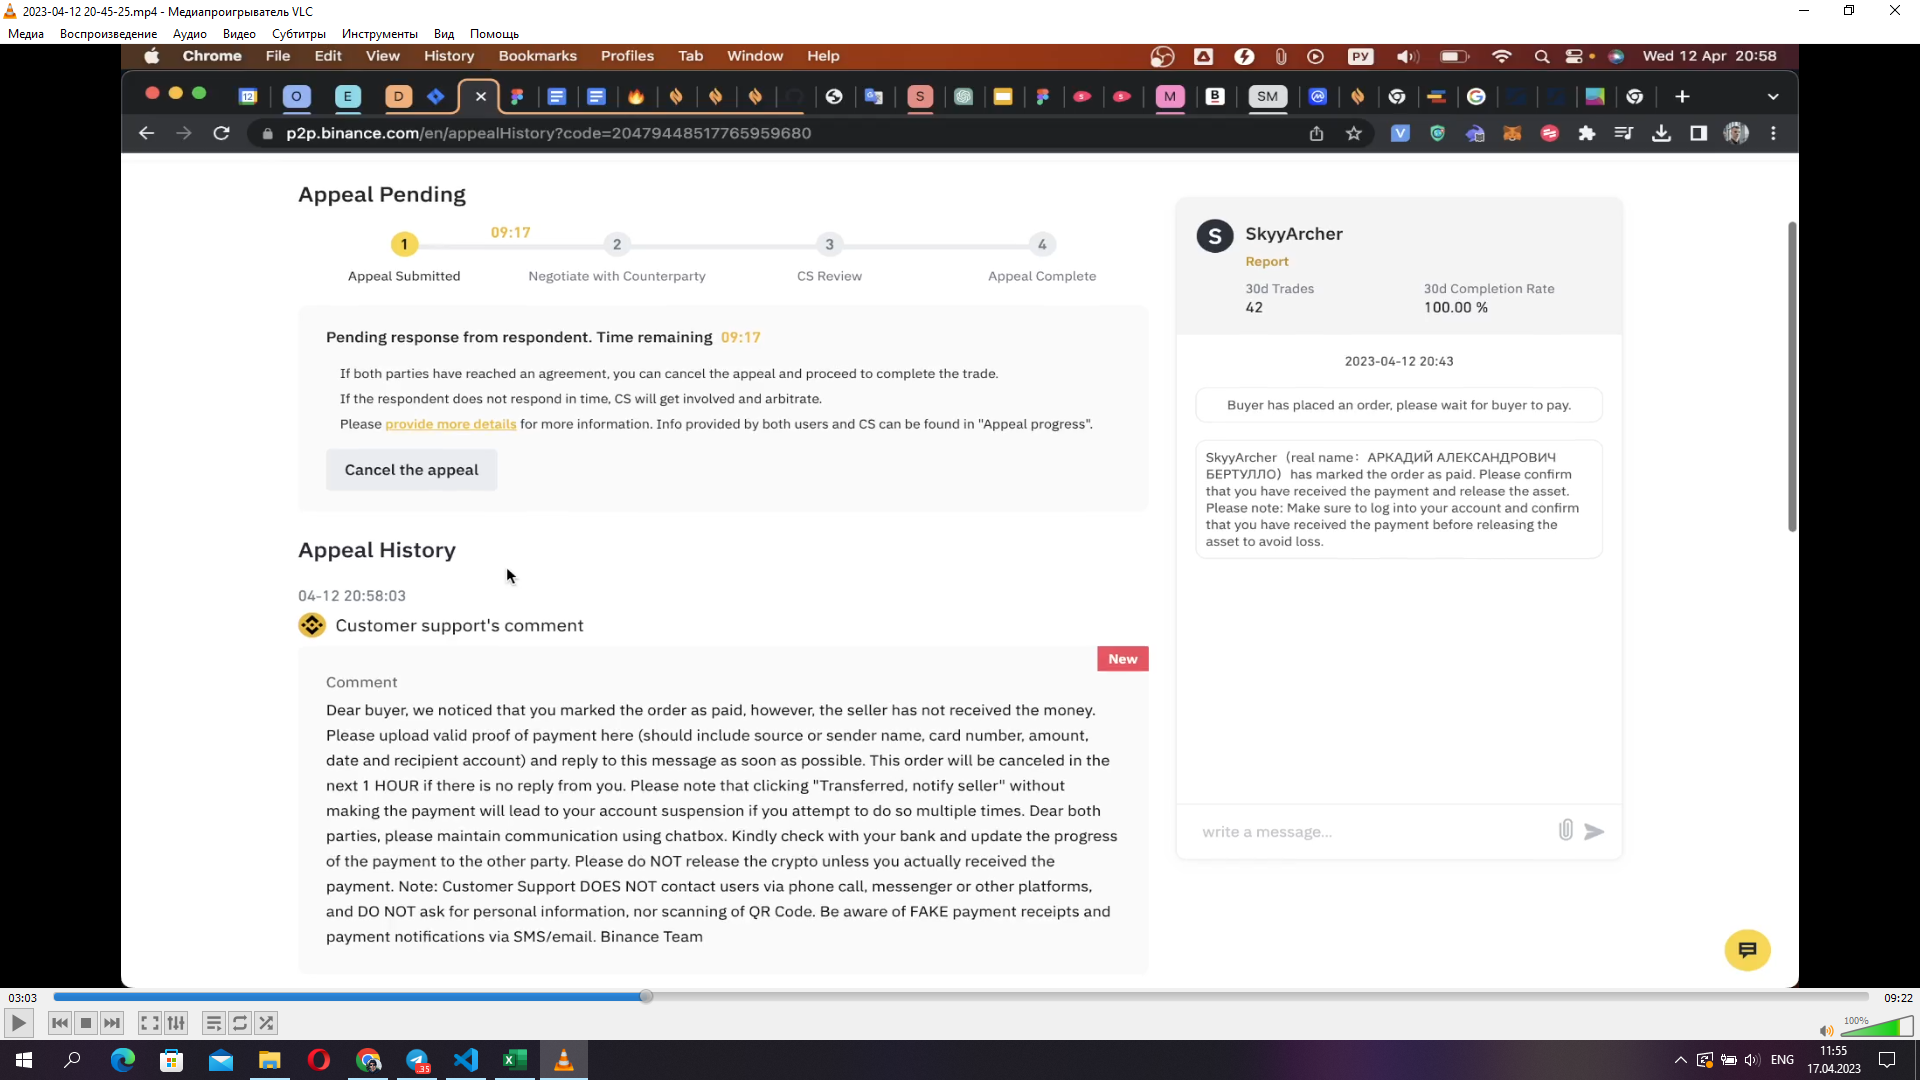 2023-04-12 20-45-25.mp4 - Медиапроигрыватель VLC
Медиа Воспроизведение Аудио Видео Субтитры Инструменты Вид Помощь
Chrome File Edit View History Bookmarks Profiles Tab Window Help
РУ
Wed 12 Apr 20:58
12 O E D S M B SM G
p2p.binance.com/en/appealHistory?code=20479448517765959680
V
Appeal Pending
09:17
1 2 3 4
Appeal Submitted Negotiate with Counterparty CS Review Appeal Complete
Pending response from respondent. Time remaining 09:17
If both parties have reached an agreement, you can cancel the appeal and proceed to complete the trade.
If the respondent does not respond in time, CS will get involved and arbitrate.
Please provide more details for more information. Info provided by both users and CS can be found in "Appeal progress".
Cancel the appeal
Appeal History
04-12 20:58:03
Customer support's comment
New
Comment
Dear buyer, we noticed that you marked the order as paid, however, the seller has not received the money.
Please upload valid proof of payment here (should include source or sender name, card number, amount,
date and recipient account) and reply to this message as soon as possible. This order will be canceled in the
next 1 HOUR if there is no reply from you. Please note that clicking "Transferred, notify seller" without
making the payment will lead to your account suspension if you attempt to do so multiple times. Dear both
parties, please maintain communication using chatbox. Kindly check with your bank and update the progress
of the payment to the other party. Please do NOT release the crypto unless you actually received the
payment. Note: Customer Support DOES NOT contact users via phone call, messenger or other platforms,
and DO NOT ask for personal information, nor scanning of QR Code. Be aware of FAKE payment receipts and
payment notifications via SMS/email. Binance Team
S
SkyyArcher
Report
30d Trades 30d Completion Rate
42 100.00 %
2023-04-12 20:43
Buyer has placed an order, please wait for buyer to pay.
SkyyArcher（real name：АРКАДИЙ АЛЕКСАНДРОВИЧ
БЕРТУЛЛО）has marked the order as paid. Please confirm
that you have received the payment and release the asset.
Please note: Make sure to log into your account and confirm
that you have received the payment before releasing the
asset to avoid loss.
write a message...
03:03
09:22
100%
35
ENG
11:55
17.04.2023